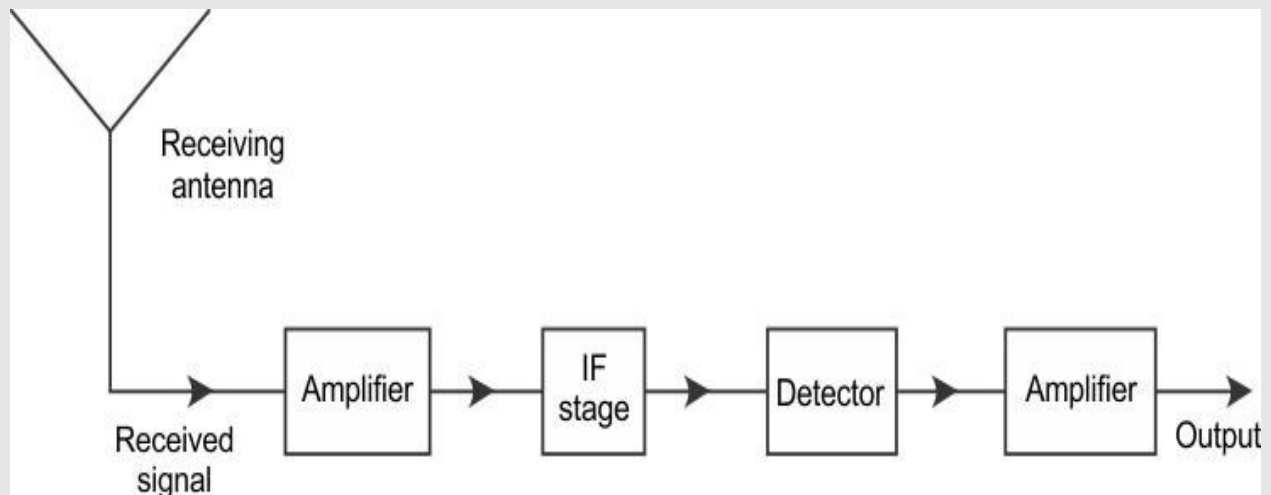 Receiving
antenna
Received
signal
Amplifier
IF
stage
Detector
Amplifier
Output